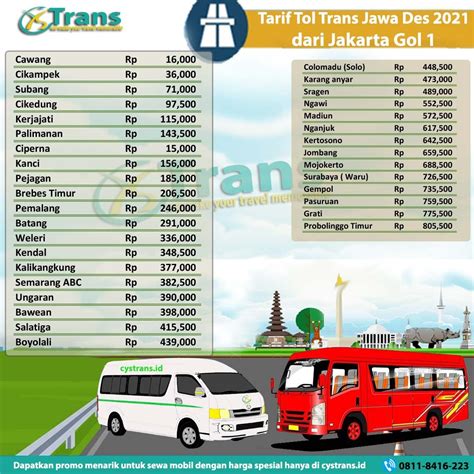 Trans
Tarif Tol Trans Jawa Des 2021
dari Jakarta Gol 1
Cawang Rp 16,000
Cikampek Rp 36,000
Subang Rp 71,000
Cikedung Rp 97,500
Kerjajati Rp 115,000
Palimanan Rp 143,500
Ciperna Rp 15,000
Kanci Rp 156,000
Pejagan Rp 185,000
Brebes Timur Rp 206,500
Pemalang Rp 246,000
Batang Rp 291,000
Weleri Rp 336,000
Kendal Rp 348,500
Kalikangkung Rp 377,000
Semarang ABC Rp 382,500
Ungaran Rp 390,000
Bawean Rp 398,000
Salatiga Rp 415,500
Boyolali Rp 439,000
Colomadu (Solo) Rp 448,500
Karang anyar Rp 473,000
Sragen Rp 489,000
Ngawi Rp 552,500
Madiun Rp 572,500
Nganjuk Rp 617,500
Kertosono Rp 642,500
Jombang Rp 659,500
Mojokerto Rp 688,500
Surabaya ( Waru) Rp 726,500
Gempol Rp 735,500
Pasuruan Rp 759,500
Grati Rp 775,500
Probolinggo Timur Rp 805,500
Trans
cystrans.id
Dapatkan promo menarik untuk sewa mobil dengan harga spesial hanya di cystrans.id
0811-8416-223